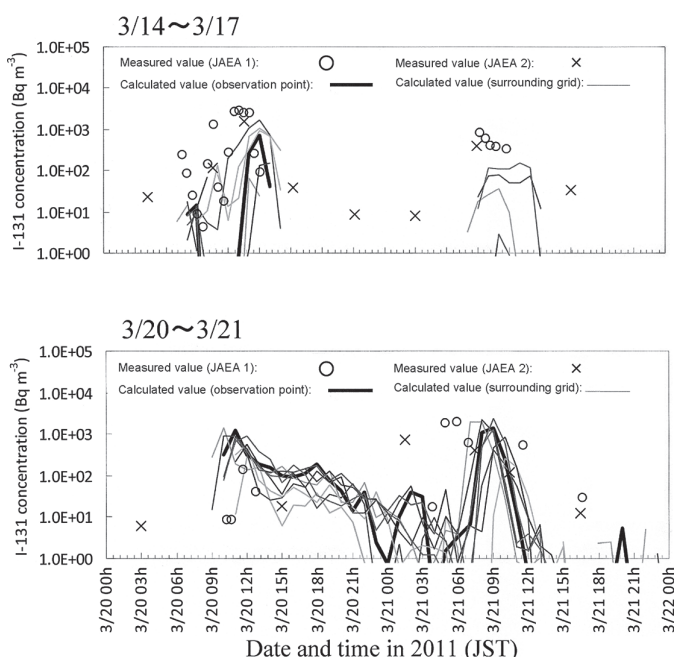 3/14～3/17
1.0E+05
1.0E+04
1.0E+03
1.0E+02
1.0E+01
1.0E+00
I-131 concentration (Bq m-3)
Measured value (JAEA 1):
Measured value (JAEA 2):
Calculated value (observation point):
Calculated value (surrounding grid):
3/20～3/21
1.0E+05
1.0E+04
1.0E+03
1.0E+02
1.0E+01
1.0E+00
I-131 concentration (Bq m-3)
Measured value (JAEA 1):
Measured value (JAEA 2):
Calculated value (observation point):
Calculated value (surrounding grid):
3/20 00h
3/20 03h
3/20 06h
3/20 09h
3/20 12h
3/20 15h
3/20 18h
3/20 21h
3/21 00h
3/21 03h
3/21 06h
3/21 09h
3/21 12h
3/21 15h
3/21 18h
3/21 21h
3/22 00h
Date and time in 2011 (JST)